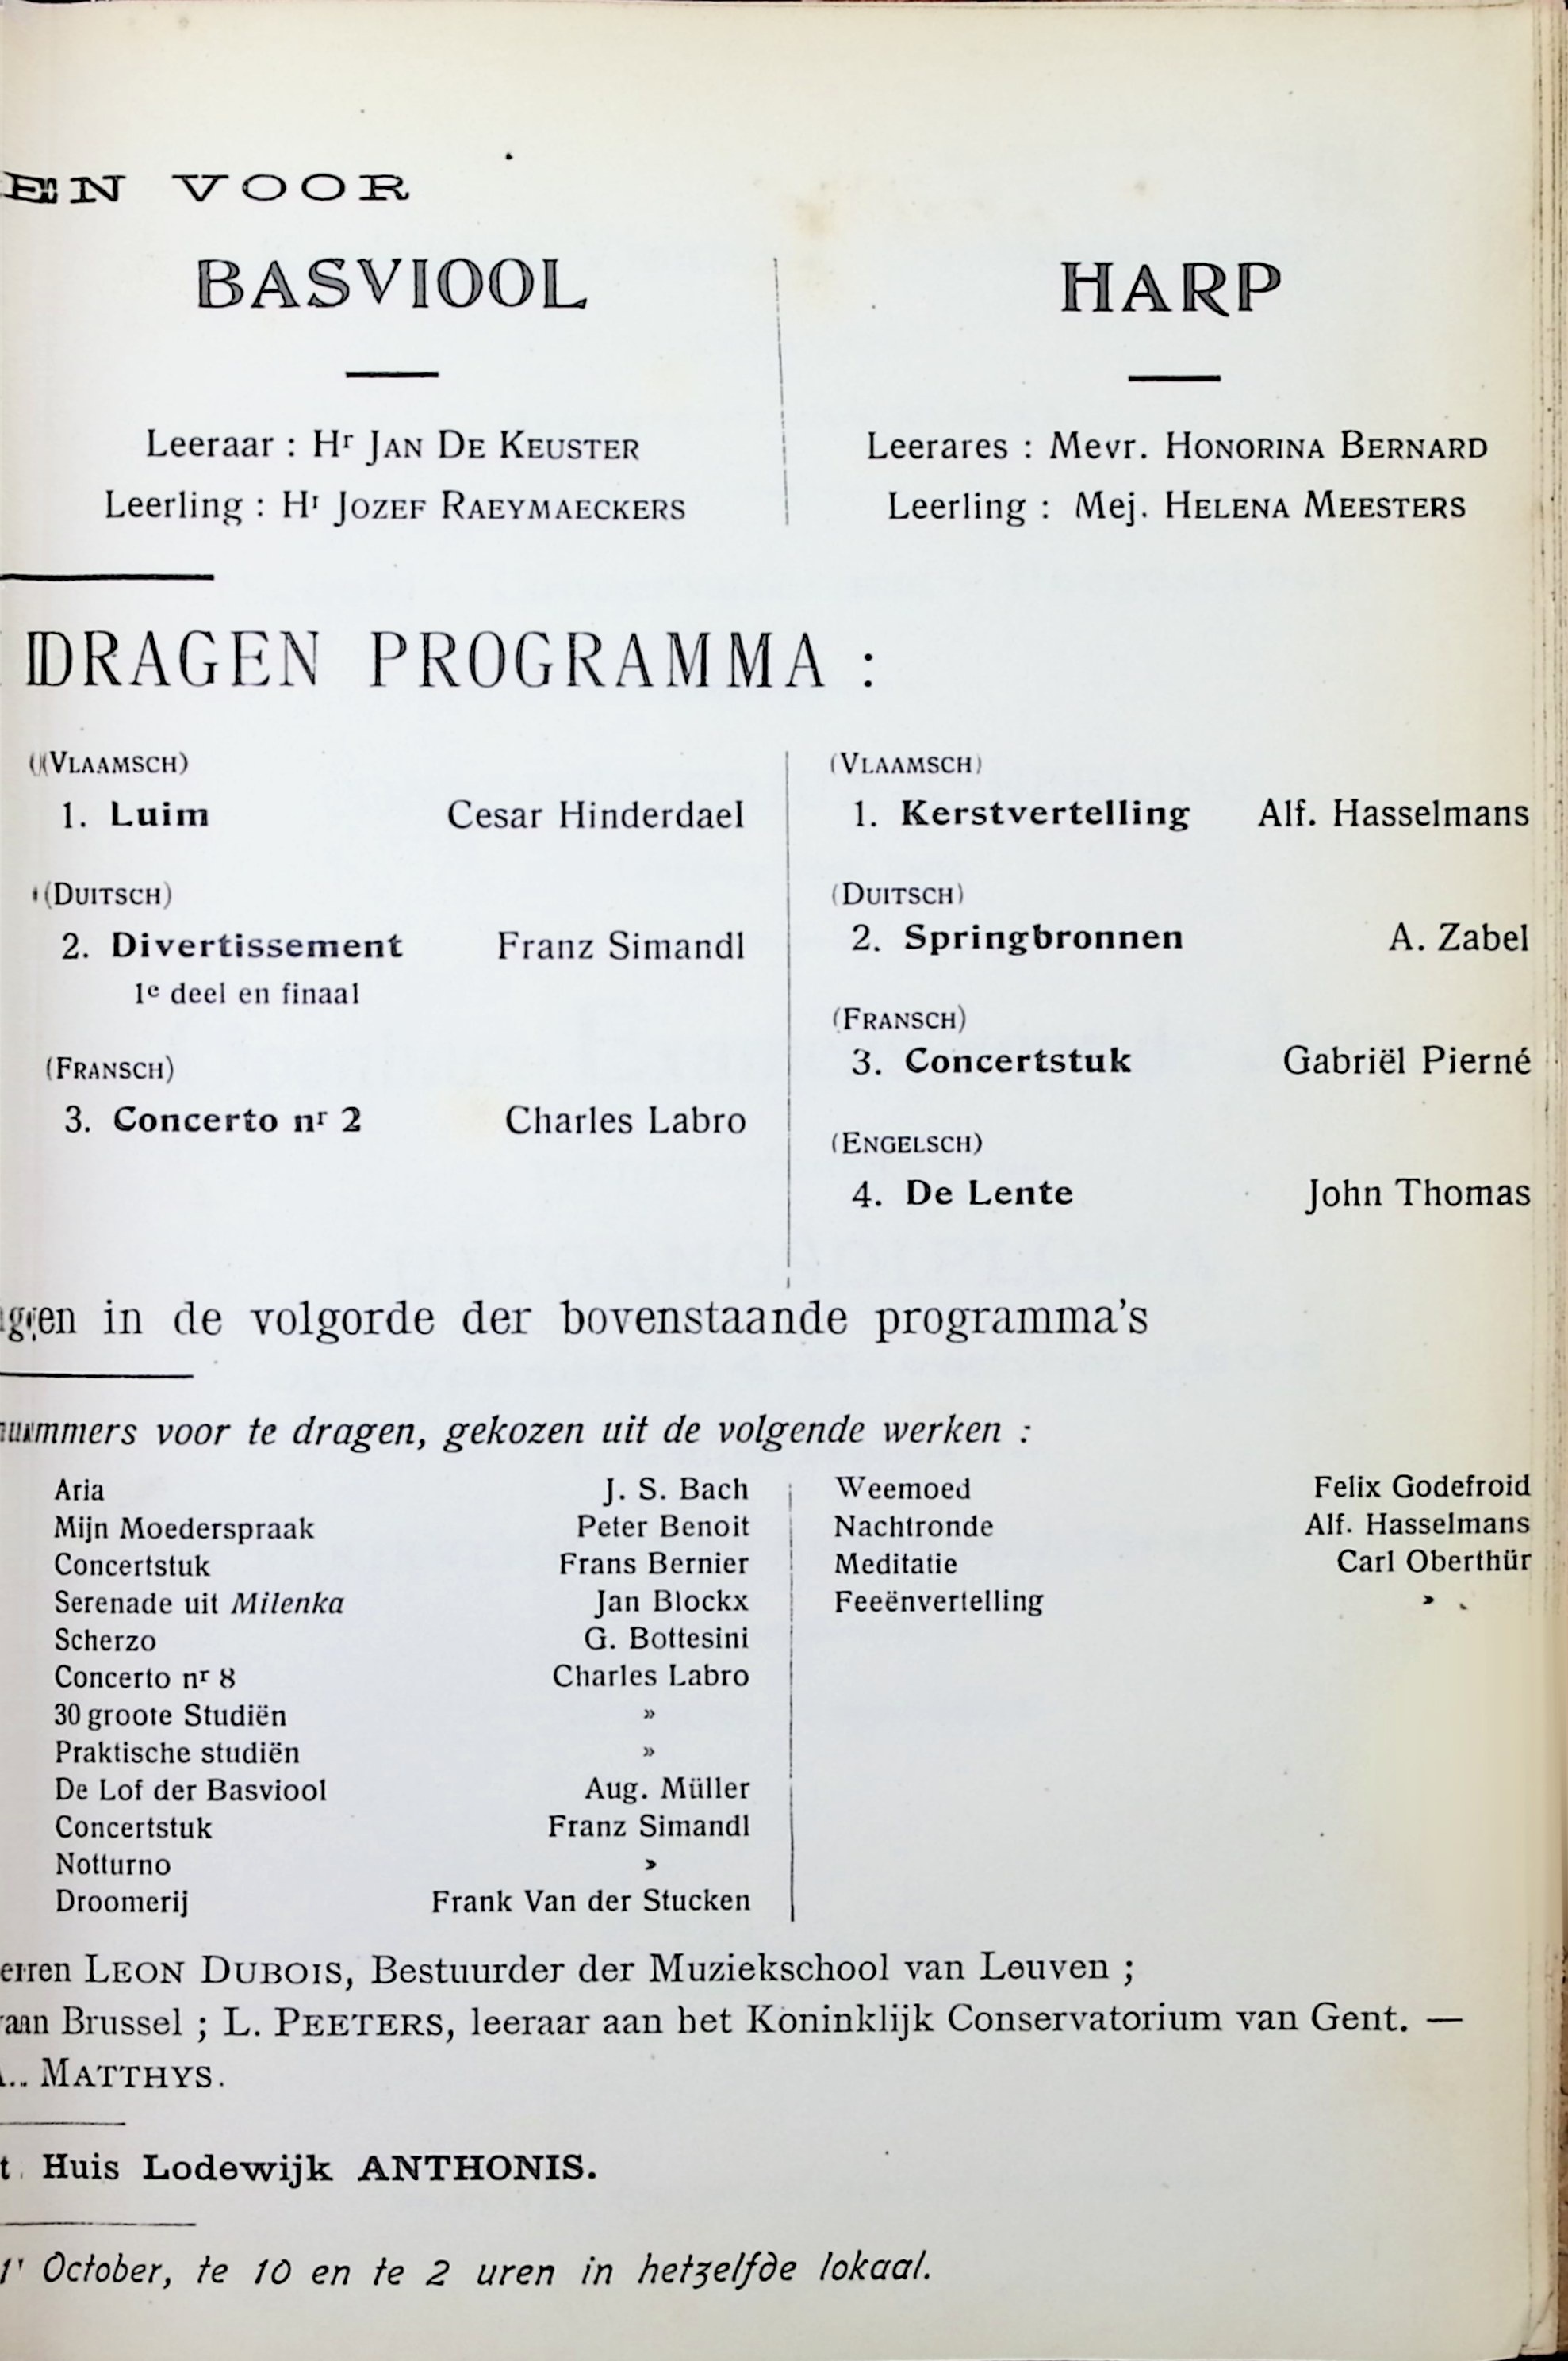 EN VOOR
BASVIOOL
Leeraar : Hr JAN DE KEUSTER
Leerling : Hr JOZEF RAEYMAECKERS
HARP
Leerares : Mevr. HONORINA BERNARD
Leerling : Mej. HELENA MEESTERS
DRAGEN PROGRAMMA :
(VLAAMSCH)
1. Luim Cesar Hinderdael
(DUITSCH)
2. Divertissement Franz Simandl
1e deel en finaal
(FRANSCH)
3. Concerto nr 2 Charles Labro
(VLAAMSCH)
1. Kerstvertelling Alf. Hasselmans
(DUITSCH)
2. Springbronnen A. Zabel
(FRANSCH)
3. Concertstuk Gabriël Pierné
(ENGELSCH)
4. De Lente John Thomas
gen in de volgorde der bovenstaande programma's
nummers voor te dragen, gekozen uit de volgende werken :
Aria J. S. Bach
Mijn Moederspraak Peter Benoit
Concertstuk Frans Bernier
Serenade uit Milenka Jan Blockx
Scherzo G. Bottesini
Concerto nr 8 Charles Labro
30 groote Studiën »
Praktische studiën »
De Lof der Basviool Aug. Müller
Concertstuk Franz Simandl
Notturno »
Droomerij Frank Van der Stucken
Weemoed Felix Godefroid
Nachtronde Alf. Hasselmans
Meditatie Carl Oberthür
Feeënvertelling »
erren LEON DUBOIS, Bestuurder der Muziekschool van Leuven ;
aan Brussel ; L. PEETERS, leeraar aan het Koninklijk Conservatorium van Gent. —
MATTHYS.
t. Huis Lodewijk ANTHONIS.
1r October, te 10 en te 2 uren in hetzelfde lokaal.